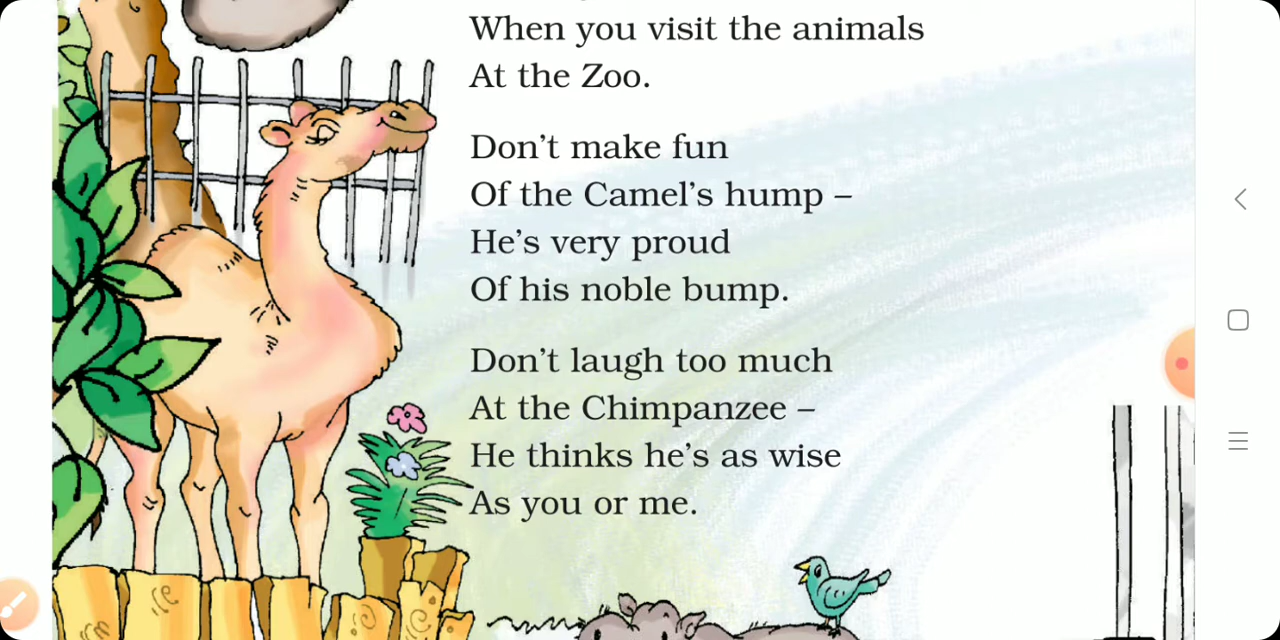 When you visit the animals
At the Zoo.
Don’t make fun
Of the Camel’s hump –
He’s very proud
Of his noble bump.
Don’t laugh too much
At the Chimpanzee –
He thinks he’s as wise
As you or me.